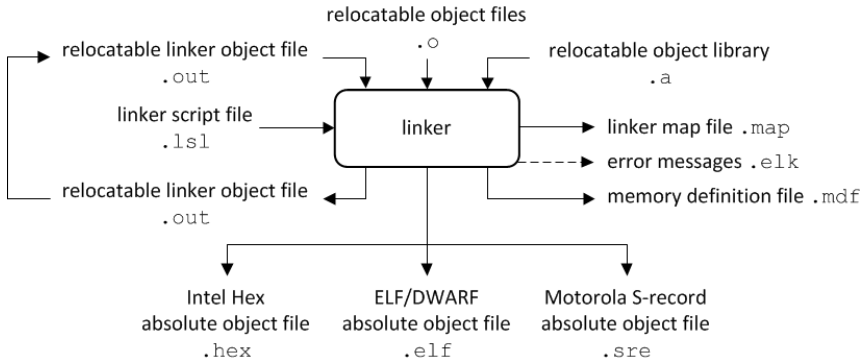 relocatable object files
.o
relocatable linker object file
.out
relocatable object library
.a
linker script file
.lsl
linker
linker map file .map
error messages .elk
relocatable linker object file
.out
memory definition file .mdf
Intel Hex
absolute object file
.hex
ELF/DWARF
absolute object file
.elf
Motorola S-record
absolute object file
.sre